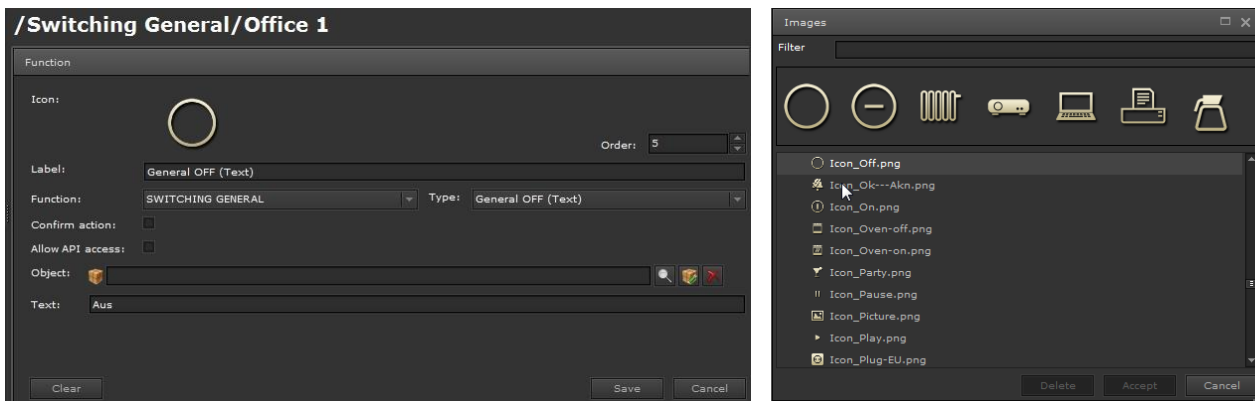 /Switching General/Office 1
Function
Icon:
Order: 5
Label: General OFF (Text)
Function: SWITCHING GENERAL Type: General OFF (Text)
Confirm action:
Allow API access:
Object:
Text: Aus
Clear Save Cancel
Images
Filter
Icon_Off.png
Icon_Ok---Akn.png
Icon_On.png
Icon_Oven-off.png
Icon_Oven-on.png
Icon_Party.png
Icon_Pause.png
Icon_Picture.png
Icon_Play.png
Icon_Plug-EU.png
Delete Accept Cancel